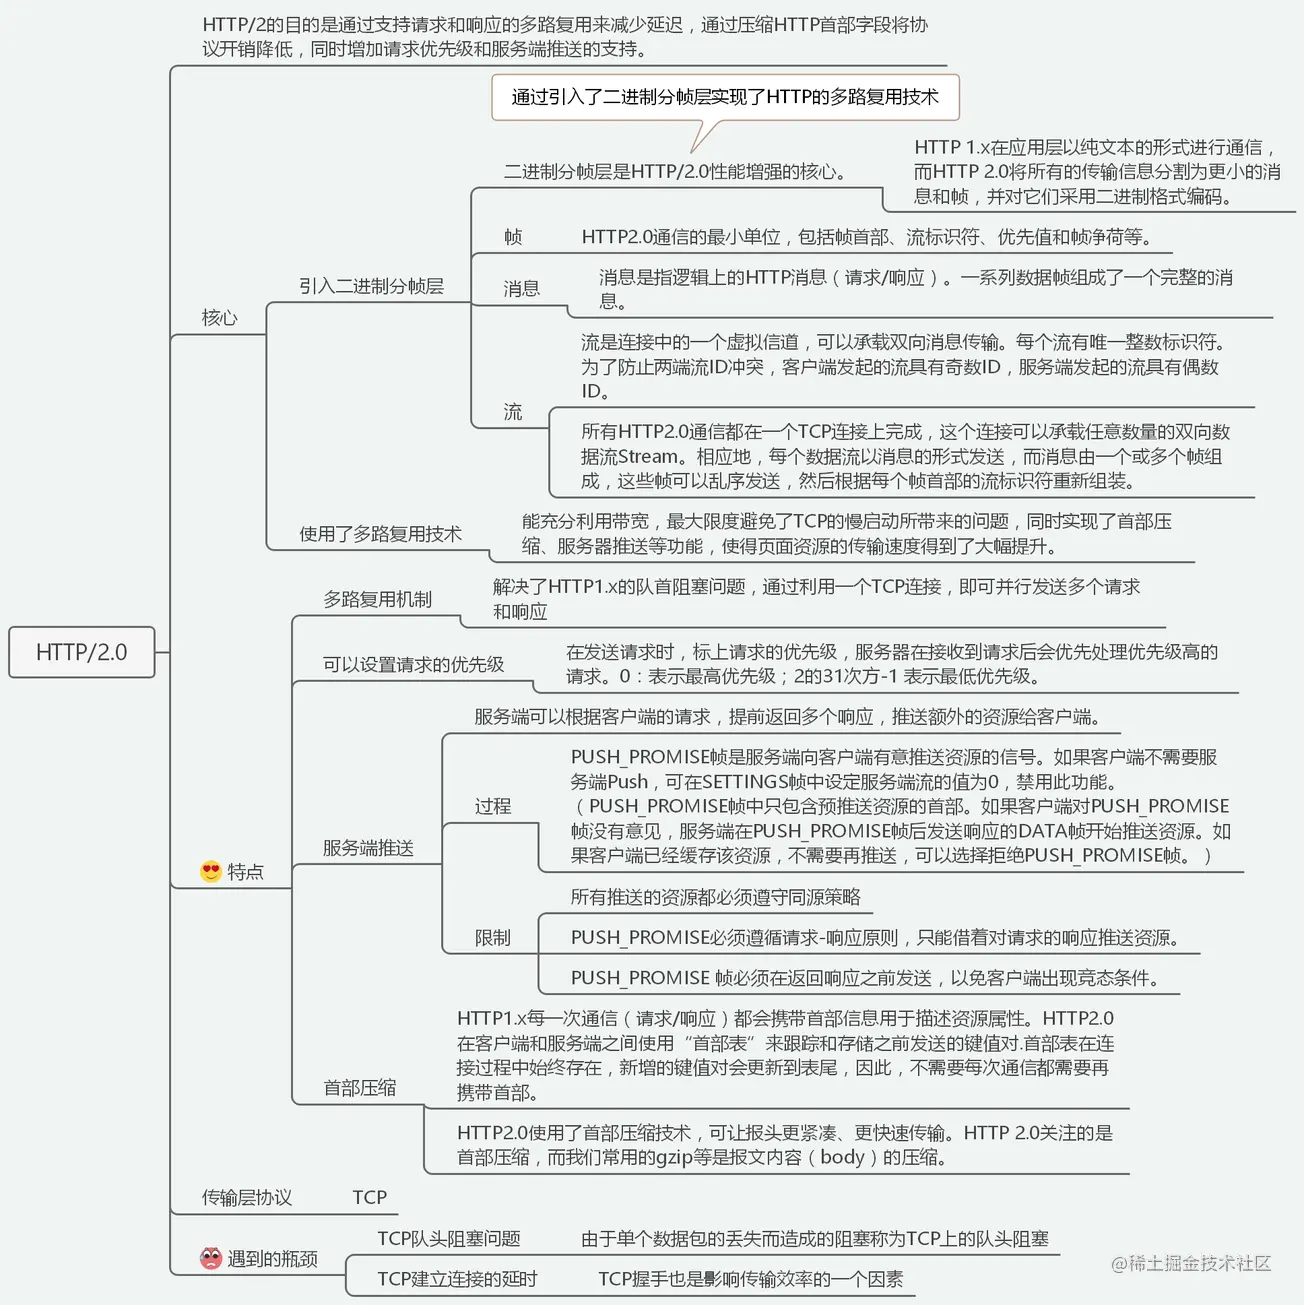 HTTP/2的目的是通过支持请求和响应的多路复用来减少延迟，通过压缩HTTP首部字段将协
议开销降低，同时增加请求优先级和服务端推送的支持。
通过引入了二进制分帧层实现了HTTP的多路复用技术
二进制分帧层是HTTP/2.0性能增强的核心。
HTTP 1.x在应用层以纯文本的形式进行通信，
而HTTP 2.0将所有的传输信息分割为更小的消
息和帧，并对它们采用二进制格式编码。
帧
HTTP2.0通信的最小单位，包括帧首部、流标识符、优先值和帧净荷等。
引入二进制分帧层
消息
消息是指逻辑上的HTTP消息（请求/响应）。一系列数据帧组成了一个完整的消
息。
核心
流是连接中的一个虚拟信道，可以承载双向消息传输。每个流有唯一整数标识符。
为了防止两端流ID冲突，客户端发起的流具有奇数ID，服务端发起的流具有偶数
ID。
流
所有HTTP2.0通信都在一个TCP连接上完成，这个连接可以承载任意数量的双向数
据流Stream。相应地，每个数据流以消息的形式发送，而消息由一个或多个帧组
成，这些帧可以乱序发送，然后根据每个帧首部的流标识符重新组装。
使用了多路复用技术
能充分利用带宽，最大限度避免了TCP的慢启动所带来的问题，同时实现了首部压
缩、服务器推送等功能，使得页面资源的传输速度得到了大幅提升。
多路复用机制
解决了HTTP1.x的队首阻塞问题，通过利用一个TCP连接，即可并行发送多个请求
和响应
HTTP/2.0
可以设置请求的优先级
在发送请求时，标上请求的优先级，服务器在接收到请求后会优先处理优先级高的
请求。0：表示最高优先级；2的31次方-1 表示最低优先级。
服务端可以根据客户端的请求，提前返回多个响应，推送额外的资源给客户端。
过程
PUSH_PROMISE帧是服务端向客户端有意推送资源的信号。如果客户端不需要服
务端Push，可在SETTINGS帧中设定服务端流的值为0，禁用此功能。
（PUSH_PROMISE帧中只包含预推送资源的首部。如果客户端对PUSH_PROMISE
帧没有意见，服务端在PUSH_PROMISE帧后发送响应的DATA帧开始推送资源。如
果客户端已经缓存该资源，不需要再推送，可以选择拒绝PUSH_PROMISE帧。）
服务端推送
特点
所有推送的资源都必须遵守同源策略
限制
PUSH_PROMISE必须遵循请求-响应原则，只能借着对请求的响应推送资源。
PUSH_PROMISE 帧必须在返回响应之前发送，以免客户端出现竞态条件。
HTTP1.x每一次通信（请求/响应）都会携带首部信息用于描述资源属性。HTTP2.0
在客户端和服务端之间使用“首部表”来跟踪和存储之前发送的键值对.首部表在连
接过程中始终存在，新增的键值对会更新到表尾，因此，不需要每次通信都需要再
携带首部。
首部压缩
HTTP2.0使用了首部压缩技术，可让报头更紧凑、更快速传输。HTTP 2.0关注的是
首部压缩，而我们常用的gzip等是报文内容（body）的压缩。
传输层协议
TCP
TCP队头阻塞问题
由于单个数据包的丢失而造成的阻塞称为TCP上的队头阻塞
遇到的瓶颈
TCP建立连接的延时
TCP握手也是影响传输效率的一个因素
@稀土掘金技术社区